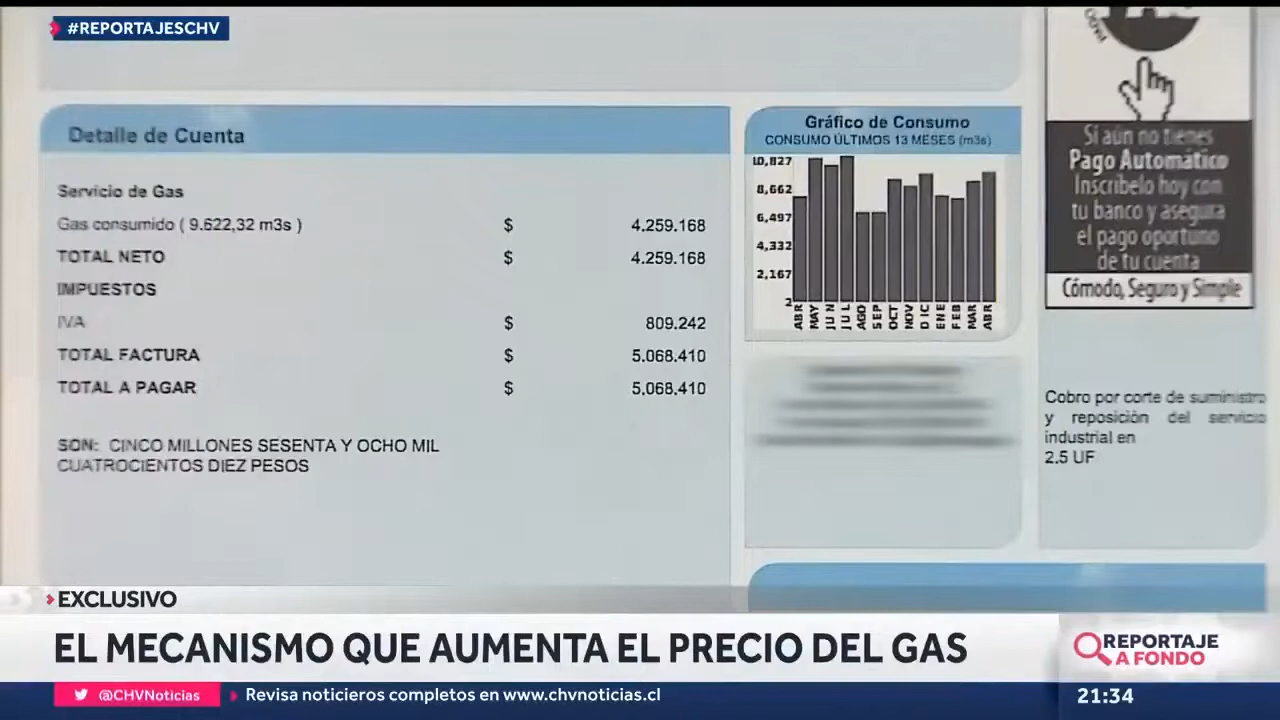 #REPORTAJESCHV
Detalle de Cuenta
Servicio de Gas
Gas consumido ( 9.622,32 m3s ) $ 4.259.168
TOTAL NETO $ 4.259.168
IMPUESTOS
IVA $ 809.242
TOTAL FACTURA $ 5.068.410
TOTAL A PAGAR $ 5.068.410
SON: CINCO MILLONES SESENTA Y OCHO MIL
CUATROCIENTOS DIEZ PESOS
Gráfico de Consumo
CONSUMO ÚLTIMOS 13 MESES (m3s)
10,827
8,662
6,497
4,332
2,167
2
ABR MAY JUN JUL AGO SEP OCT NOV DIC ENE FEB MAR ABR
Si aún no tienes
Pago Automático
Inscríbelo hoy con
tu banco y asegura
el pago oportuno
de tu cuenta
Cómodo, Seguro y Simple
Cobro por corte de suministro
y reposición del servicio
industrial en
2.5 UF
EXCLUSIVO
EL MECANISMO QUE AUMENTA EL PRECIO DEL GAS
REPORTAJE
A FONDO
@CHVNoticias
Revisa noticieros completos en www.chvnoticias.cl
21:34